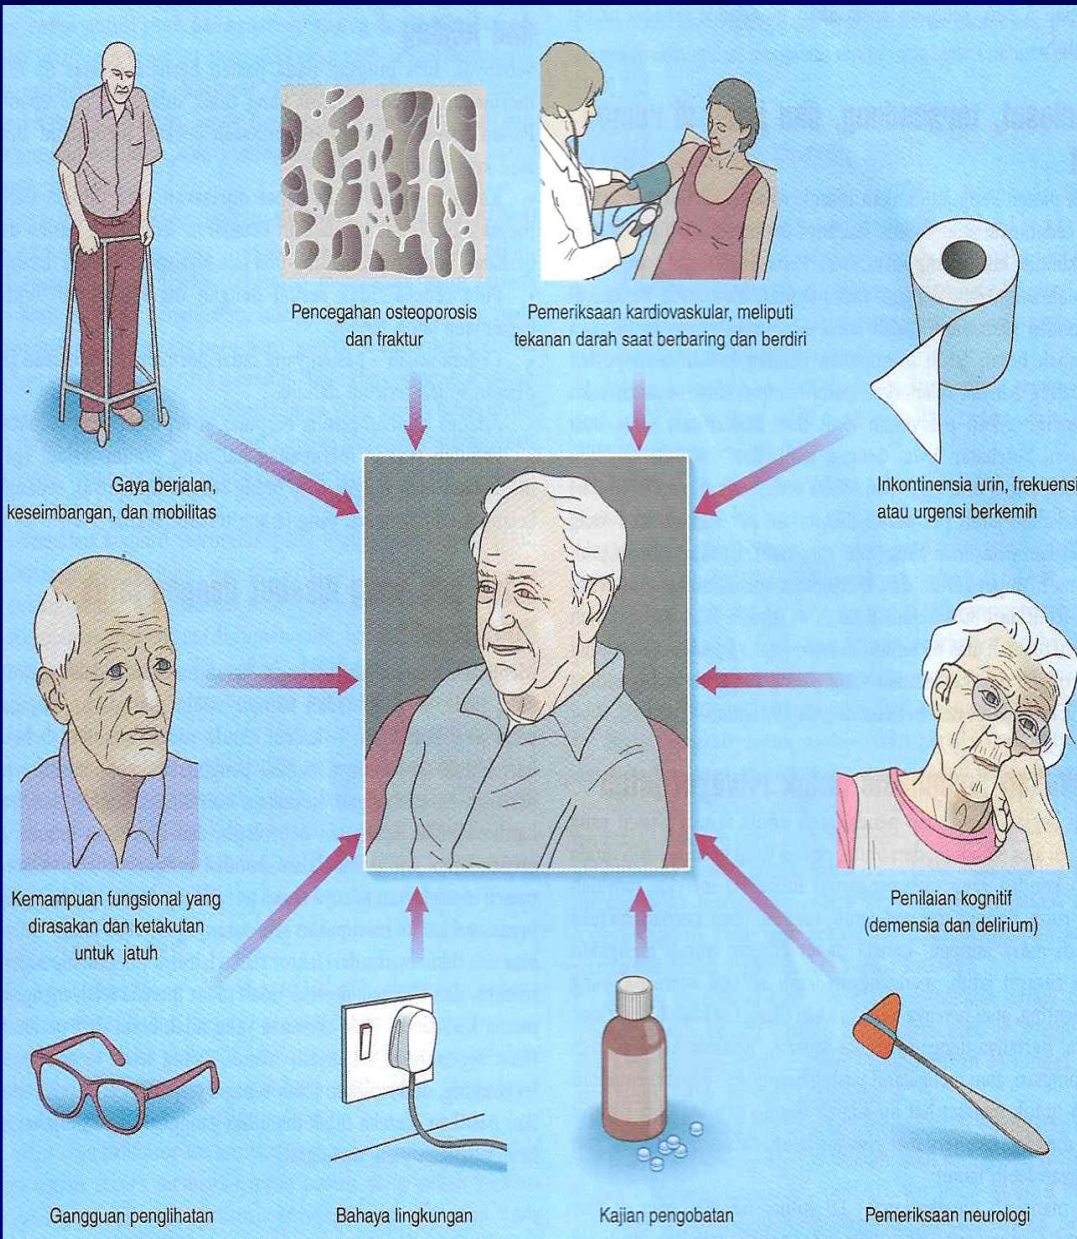 Pencegahan osteoporosis
dan fraktur
Pemeriksaan kardiovaskular, meliputi
tekanan darah saat berbaring dan berdiri
Gaya berjalan,
keseimbangan, dan mobilitas
Inkontinensia urin, frekuensi
atau urgensi berkemih
Kemampuan fungsional yang
dirasakan dan ketakutan
untuk jatuh
Penilaian kognitif
(demensia dan delirium)
Gangguan penglihatan
Bahaya lingkungan
Kajian pengobatan
Pemeriksaan neurologi